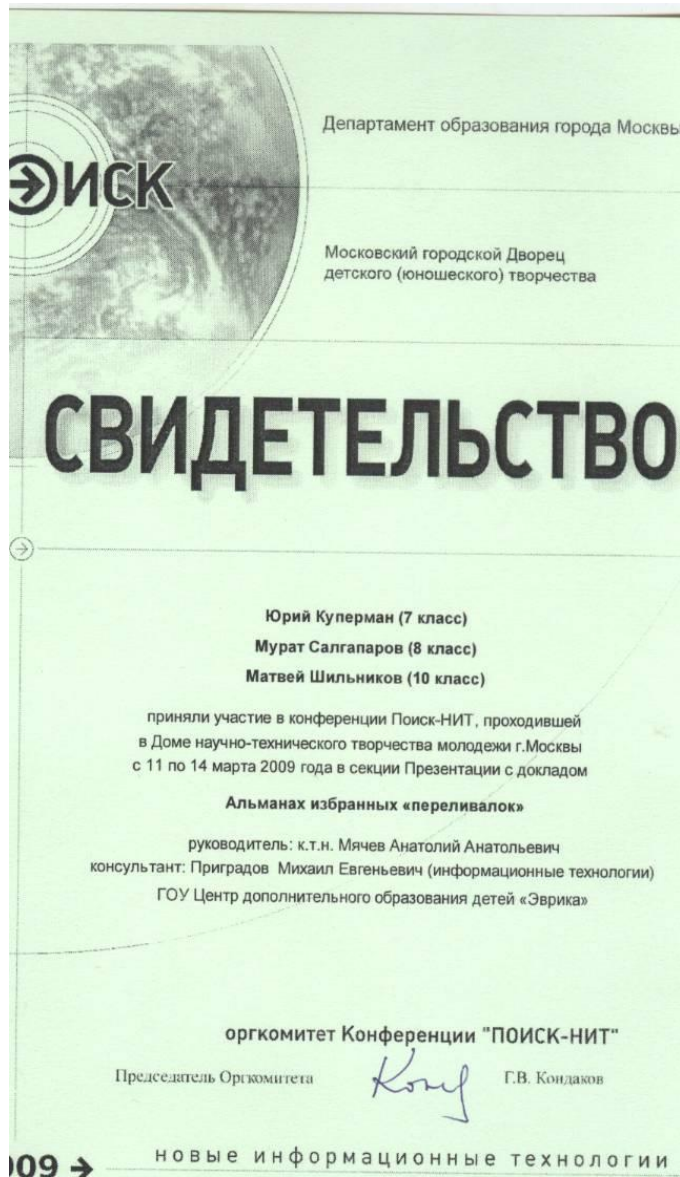 Департамент образования города Москвы
ИСК
Московский городской Дворец
детского (юношеского) творчества
СВИДЕТЕЛЬСТВО
Юрий Куперман (7 класс)
Мурат Салгапаров (8 класс)
Матвей Шильников (10 класс)
приняли участие в конференции Поиск-НИТ, проходившей
в Доме научно-технического творчества молодежи г.Москвы
с 11 по 14 марта 2009 года в секции Презентации с докладом
Альманах избранных «переливалок»
руководитель: к.т.н. Мячев Анатолий Анатольевич
консультант: Приградов Михаил Евгеньевич (информационные технологии)
ГОУ Центр дополнительного образования детей «Эврика»
оргкомитет Конференции "ПОИСК-НИТ"
Председатель Оргкомитета
Г.В. Кондаков
новые информационные технологии
09